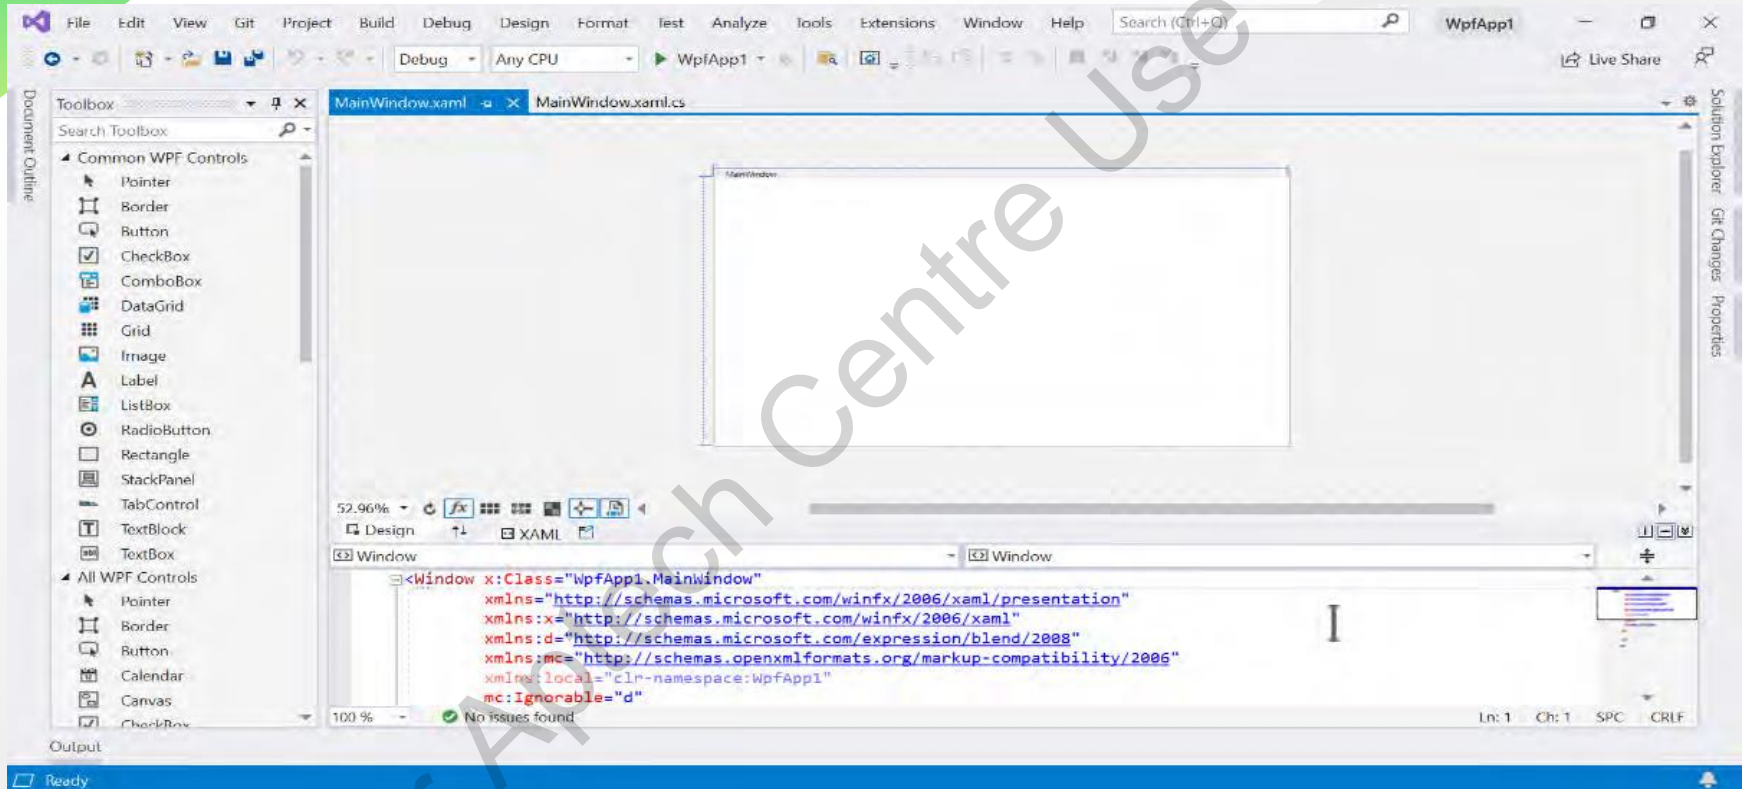 File Edit View Git Project Build Debug Design Format Test Analyze Tools Extensions Window Help Search (Ctrl+Q) WpfApp1
Debug Any CPU WpfApp1 Live Share
Document Outline
Toolbox
Search Toolbox
Common WPF Controls
Pointer
Border
Button
CheckBox
ComboBox
DataGrid
Grid
Image
Label
ListBox
RadioButton
Rectangle
StackPanel
TabControl
TextBlock
TextBox
All WPF Controls
Pointer
Border
Button
Calendar
Canvas
CheckBox
MainWindow.xaml MainWindow.xaml.cs
MainWindow
52.96%
Design XAML
Window Window
<Window x:Class="WpfApp1.MainWindow"
xmlns="http://schemas.microsoft.com/winfx/2006/xaml/presentation"
xmlns:x="http://schemas.microsoft.com/winfx/2006/xaml"
xmlns:d="http://schemas.microsoft.com/expression/blend/2008"
xmlns:mc="http://schemas.openxmlformats.org/markup-compatibility/2006"
xmlns:local="clr-namespace:WpfApp1"
mc:Ignorable="d"
100 % No issues found Ln: 1 Ch: 1 SPC CRLF
Solution Explorer
Git Changes
Properties
Output
Ready
Aptech Centre Use